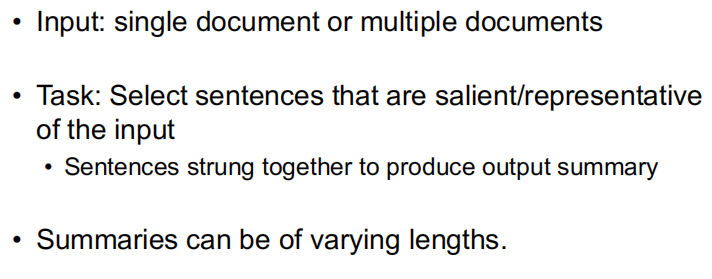 • Input: single document or multiple documents
• Task: Select sentences that are salient/representative
of the input
• Sentences strung together to produce output summary
• Summaries can be of varying lengths.